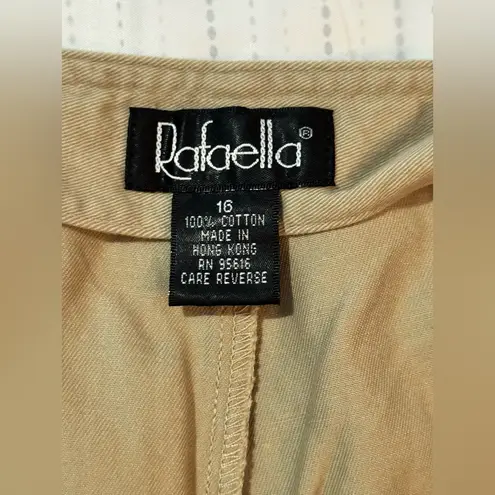 Rafaella®
16
100% COTTON
MADE IN
HONG KONG
RN 95616
CARE REVERSE